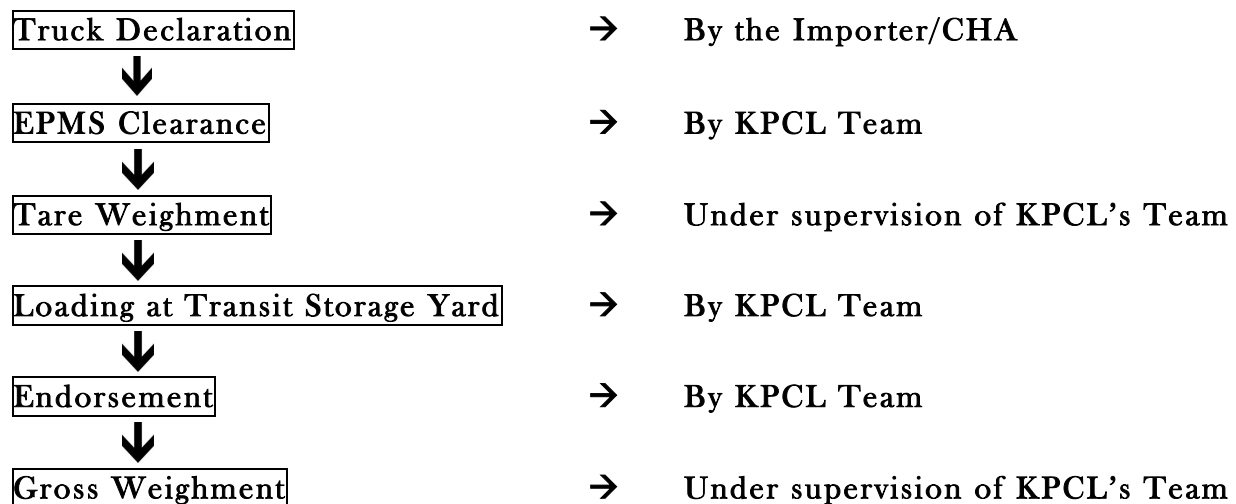 Truck Declaration → By the Importer/CHA
EPMS Clearance → By KPCL Team
Tare Weighment → Under supervision of KPCL’s Team
Loading at Transit Storage Yard → By KPCL Team
Endorsement → By KPCL Team
Gross Weighment → Under supervision of KPCL’s Team